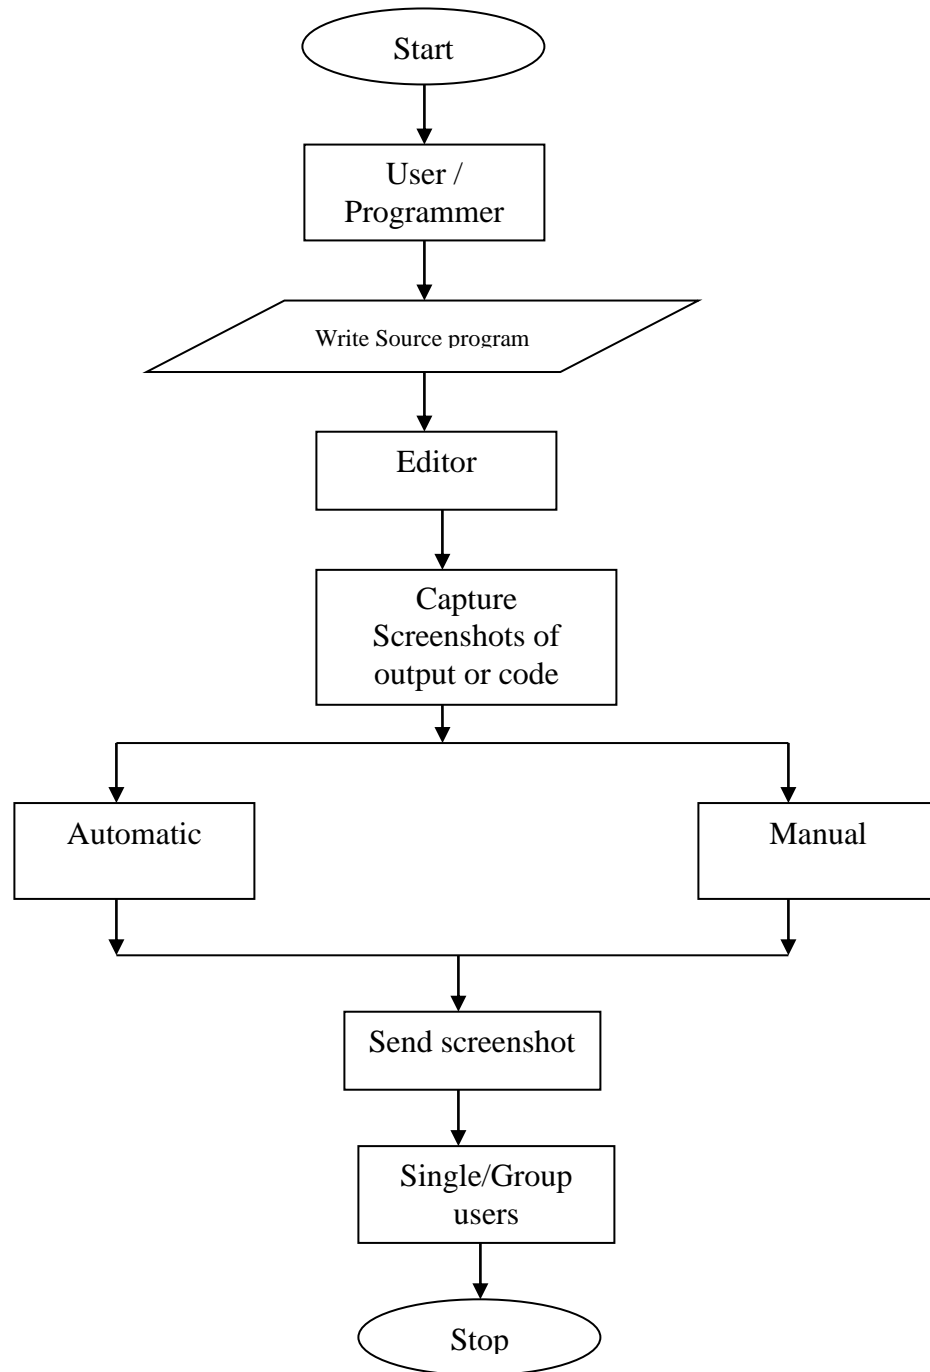 Start
User /
Programmer
Write Source program
Editor
Capture
Screenshots of
output or code
Automatic
Manual
Send screenshot
Single/Group
users
Stop